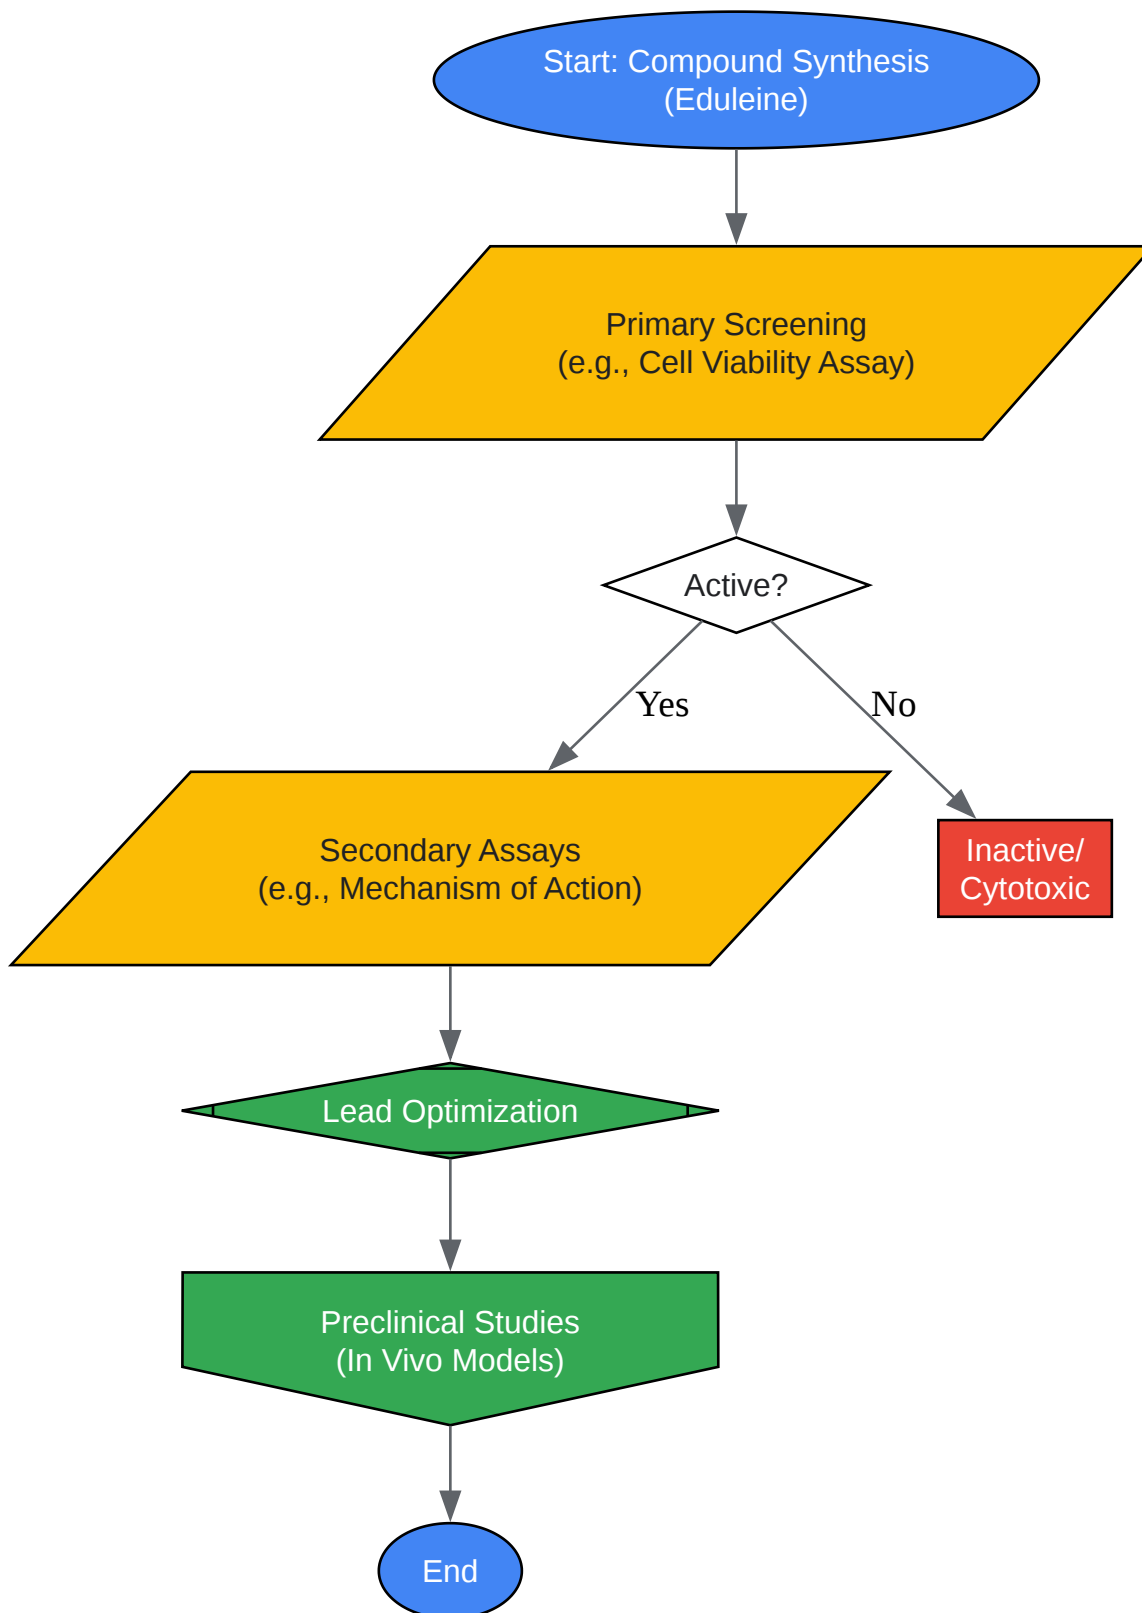 Start: Compound Synthesis
(Eduleine)
Primary Screening
(e.g., Cell Viability Assay)
Active?
Yes
No
Secondary Assays
(e.g., Mechanism of Action)
Inactive/
Cytotoxic
Lead Optimization
Preclinical Studies
(In Vivo Models)
End